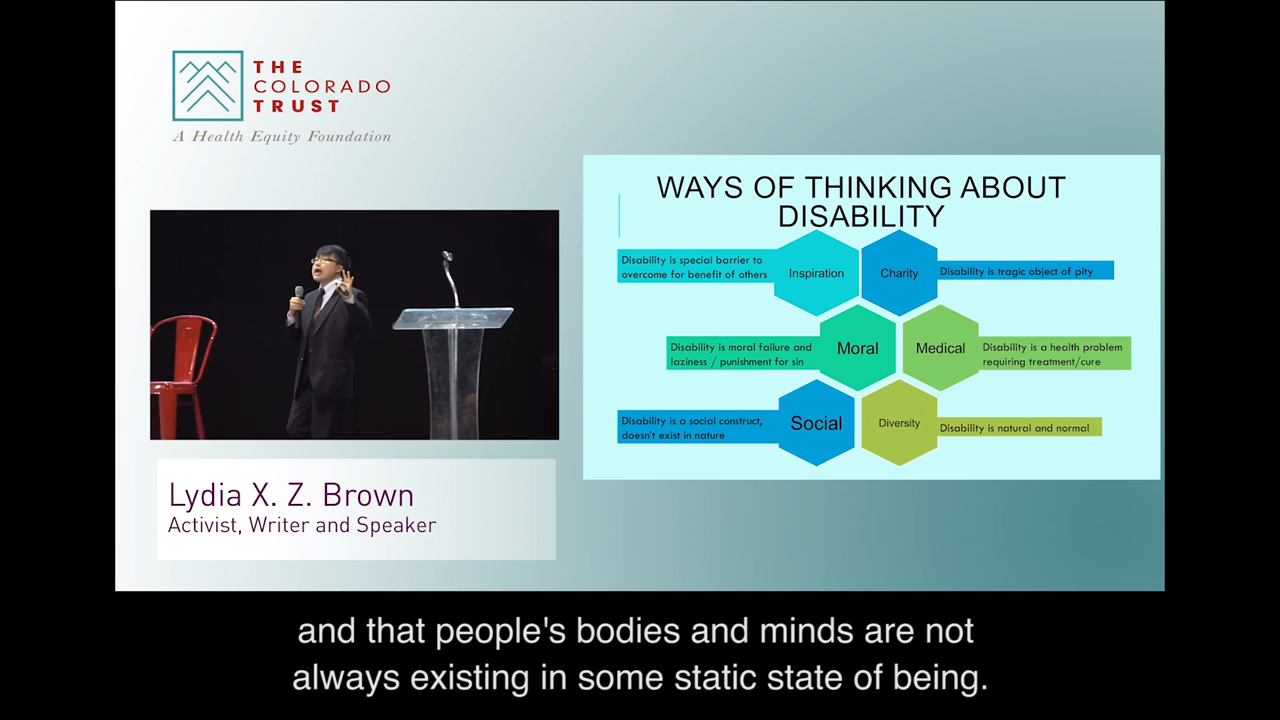 THE
COLORADO
TRUST
A Health Equity Foundation
WAYS OF THINKING ABOUT
DISABILITY
Disability is special barrier to
overcome for benefit of others
Inspiration
Charity
Disability is tragic object of pity
Disability is moral failure and
laziness / punishment for sin
Moral
Medical
Disability is a health problem
requiring treatment/cure
Disability is a social construct,
doesn't exist in nature
Social
Diversity
Disability is natural and normal
Lydia X. Z. Brown
Activist, Writer and Speaker
and that people's bodies and minds are not
always existing in some static state of being.